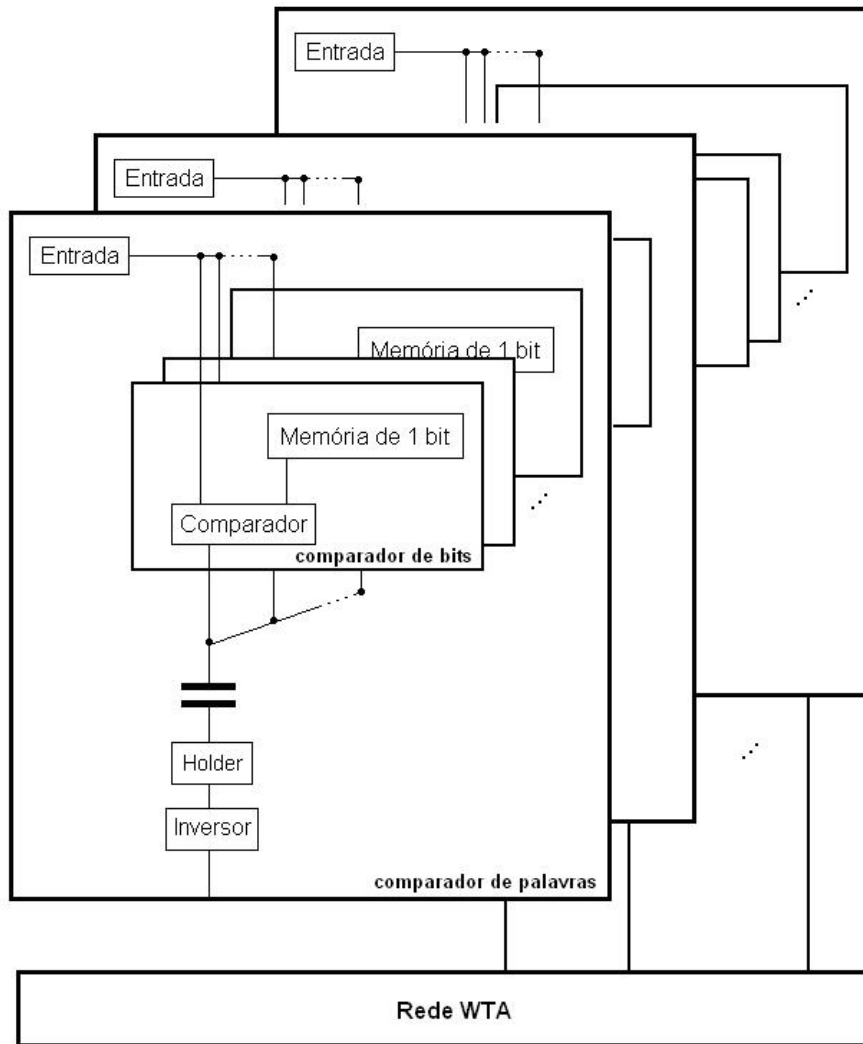 Entrada
Entrada
Entrada
Memória de 1 bit
Memória de 1 bit
Comparador
comparador de bits
Holder
Inversor
comparador de palavras
Rede WTA